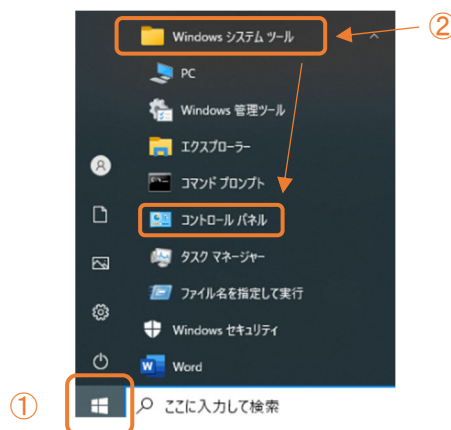 ②
Windows システム ツール
PC
Windows 管理ツール
エクスプローラー
コマンド プロンプト
コントロール パネル
タスク マネージャー
ファイル名を指定して実行
Windows セキュリティ
Word
①
ここに入力して検索